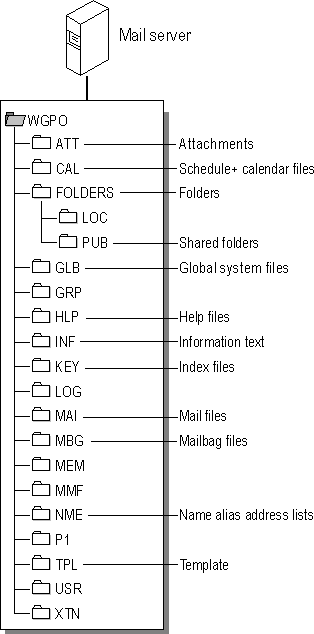 Mail server
WGPO
ATT Attachments
CAL Schedule+ calendar files
FOLDERS Folders
LOC
PUB Shared folders
GLB Global system files
GRP
HLP Help files
INF Information text
KEY Index files
LOG
MAI Mail files
MBG Mailbag files
MEM
MMF
NME Name alias address lists
P1
TPL Template
USR
XTN